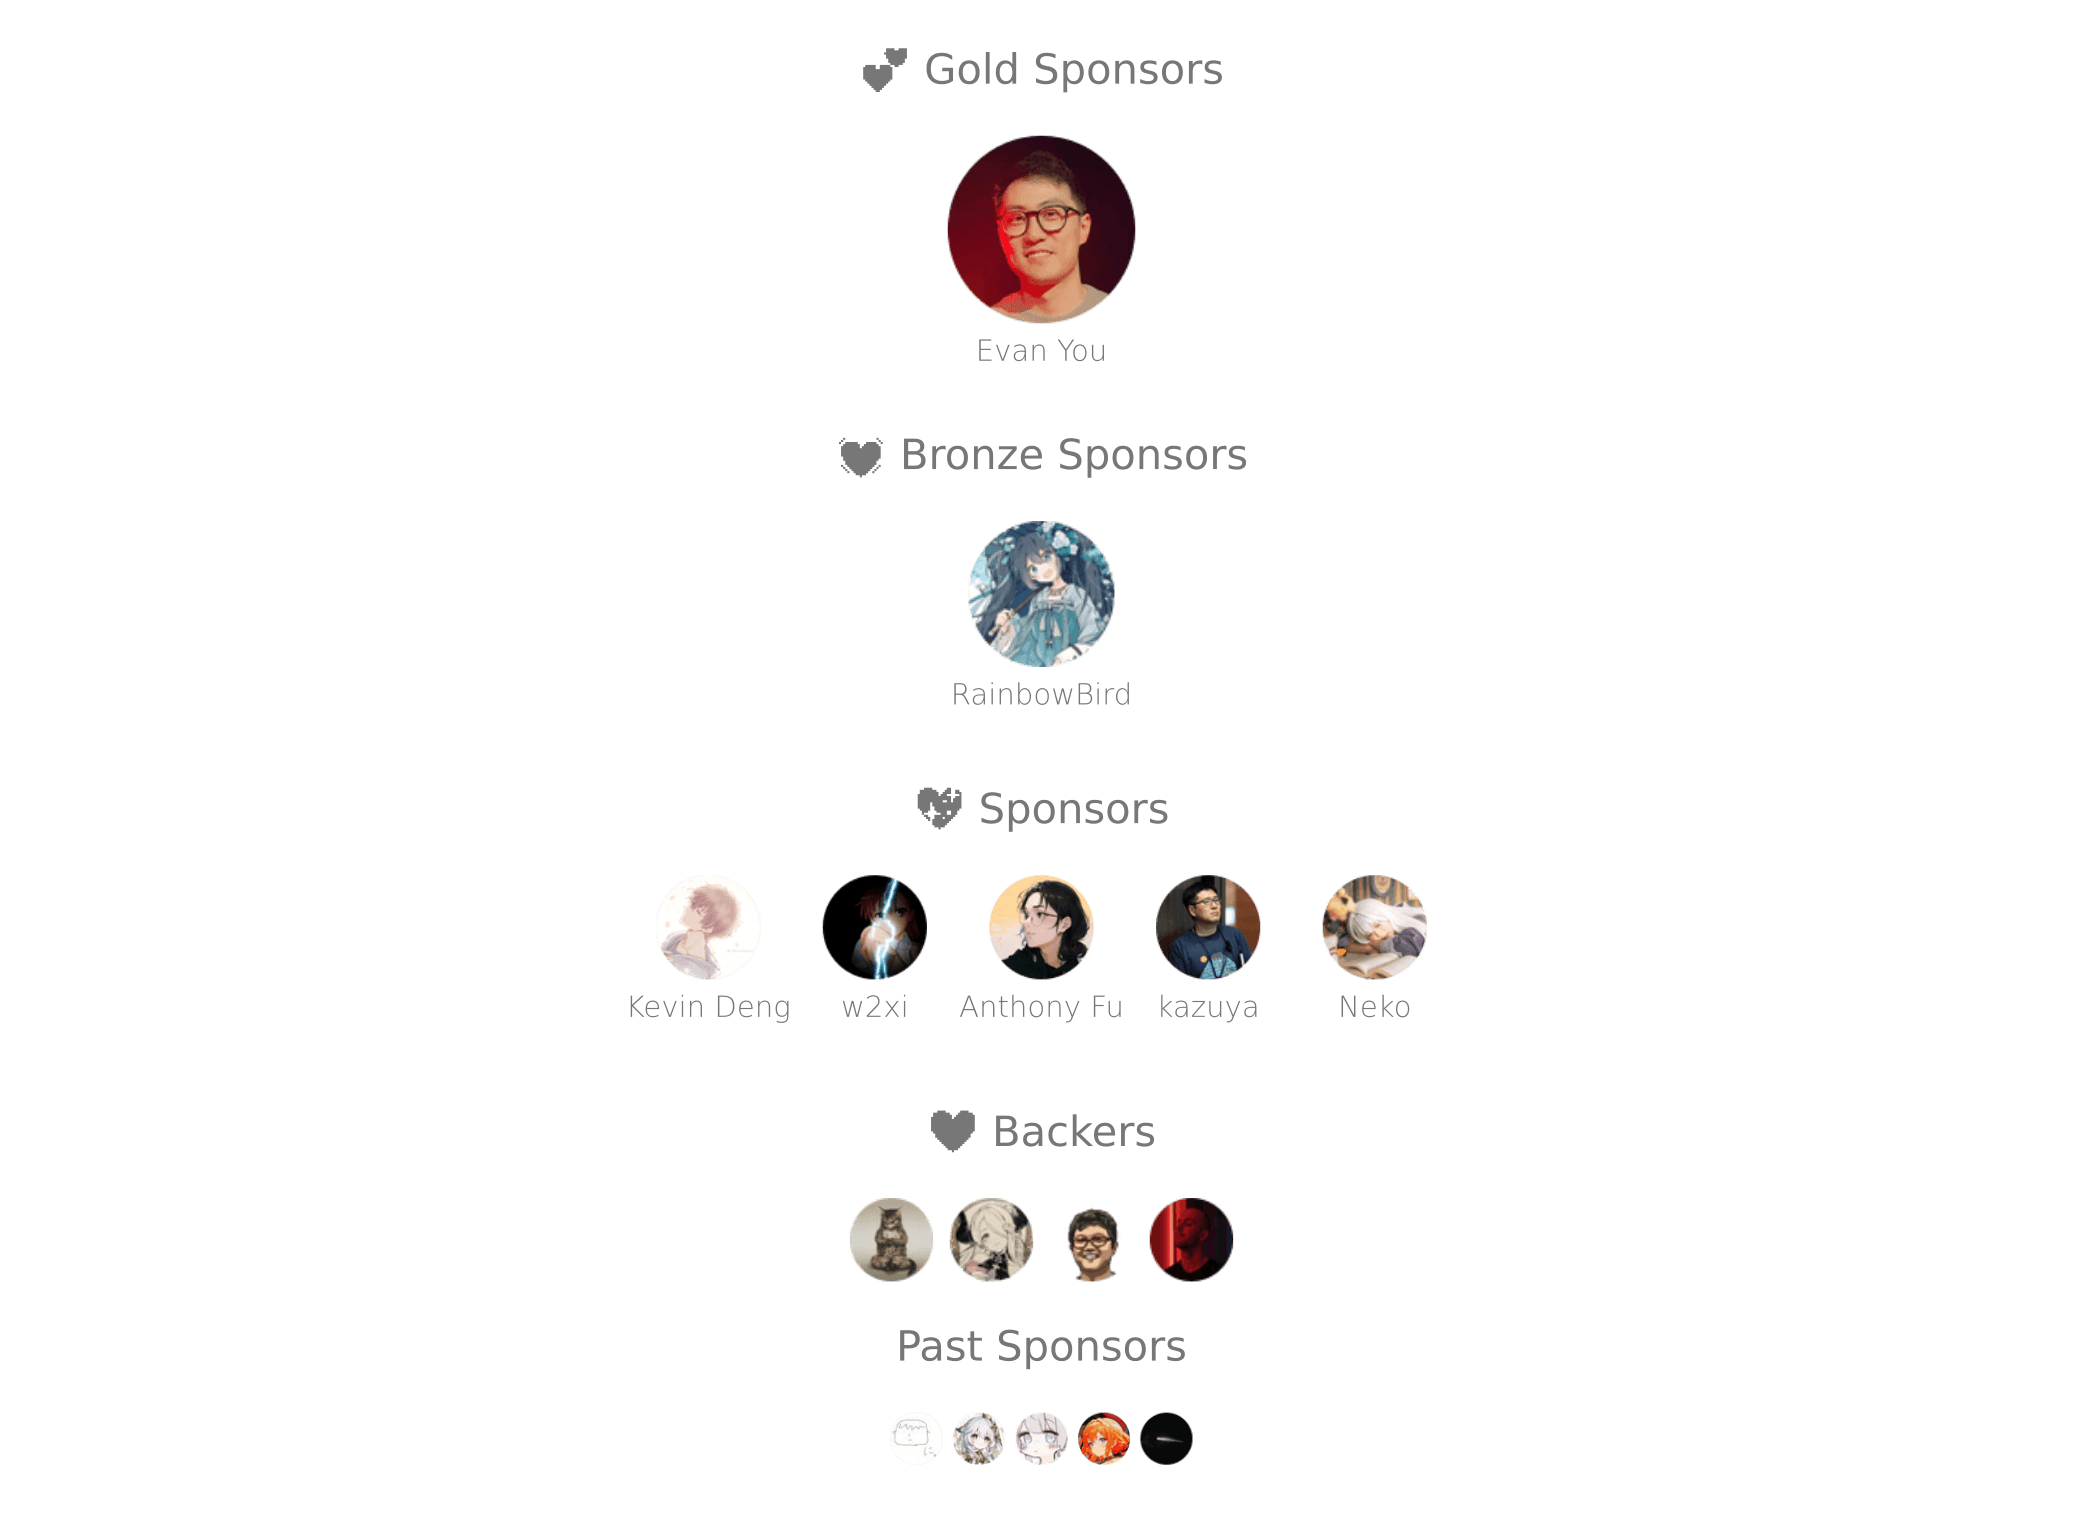 Gold Sponsors
Evan You
Bronze Sponsors
RainbowBird
Sponsors
Kevin Deng w2xi Anthony Fu kazuya Neko
Backers
Past Sponsors